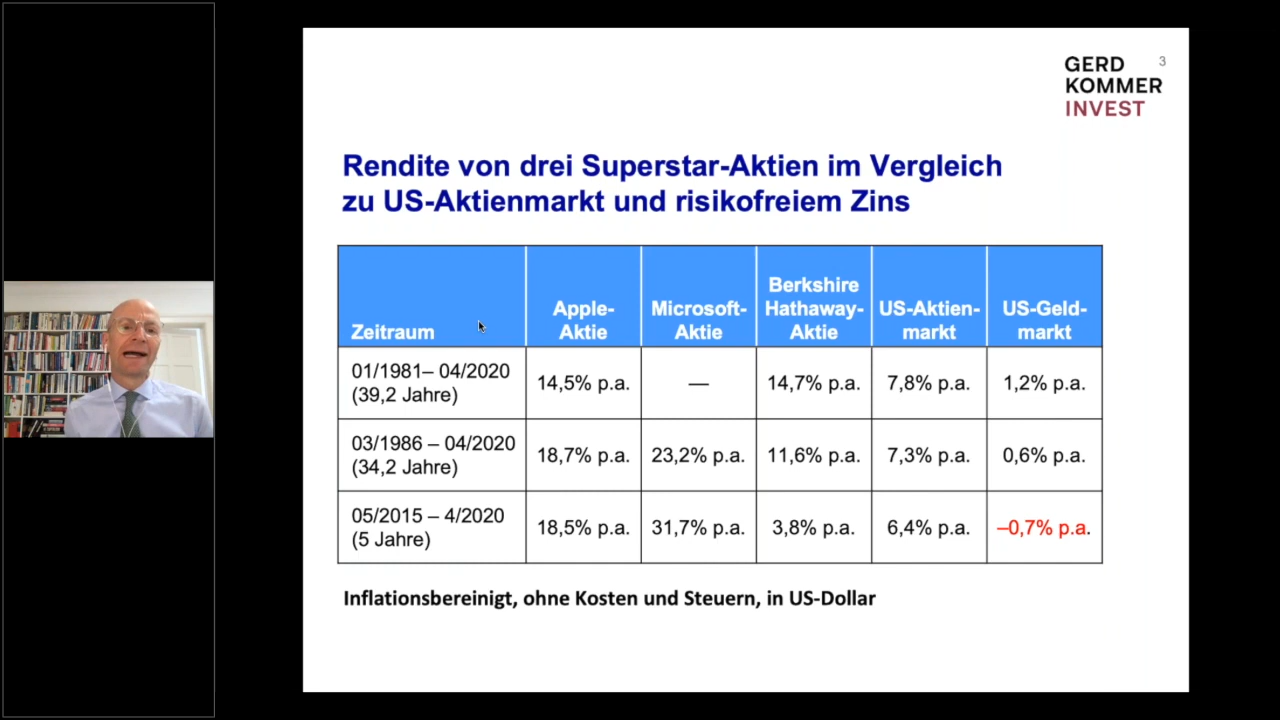 GERD
KOMMER
INVEST
3
Rendite von drei Superstar-Aktien im Vergleich
zu US-Aktienmarkt und risikofreiem Zins
Zeitraum
Apple-
Aktie
Microsoft-
Aktie
Berkshire
Hathaway-
Aktie
US-Aktien-
markt
US-Geld-
markt
01/1981– 04/2020
(39,2 Jahre)
14,5% p.a.
—
14,7% p.a.
7,8% p.a.
1,2% p.a.
03/1986 – 04/2020
(34,2 Jahre)
18,7% p.a.
23,2% p.a.
11,6% p.a.
7,3% p.a.
0,6% p.a.
05/2015 – 4/2020
(5 Jahre)
18,5% p.a.
31,7% p.a.
3,8% p.a.
6,4% p.a.
–0,7% p.a.
Inflationsbereinigt, ohne Kosten und Steuern, in US-Dollar